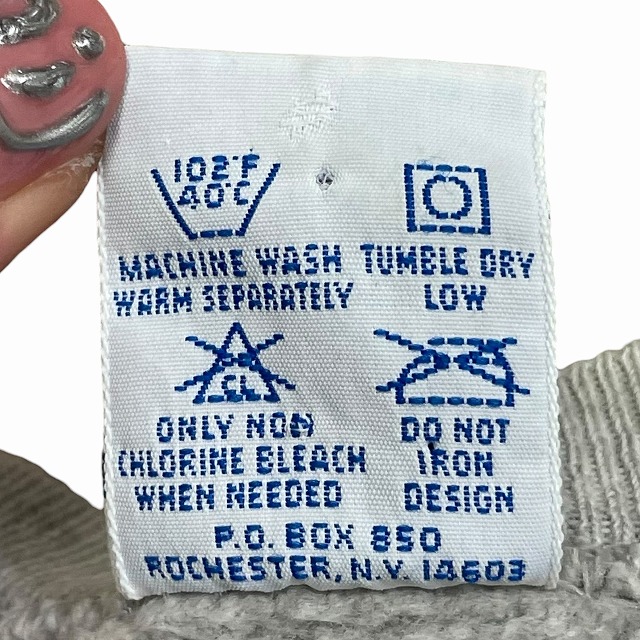 102°F
40°C
MACHINE WASH
WARM SEPARATELY
TUMBLE DRY
LOW
CL
ONLY NON
CHLORINE BLEACH
WHEN NEEDED
DO NOT
IRON
DESIGN
P.O. BOX 850
ROCHESTER, N.Y. 14603